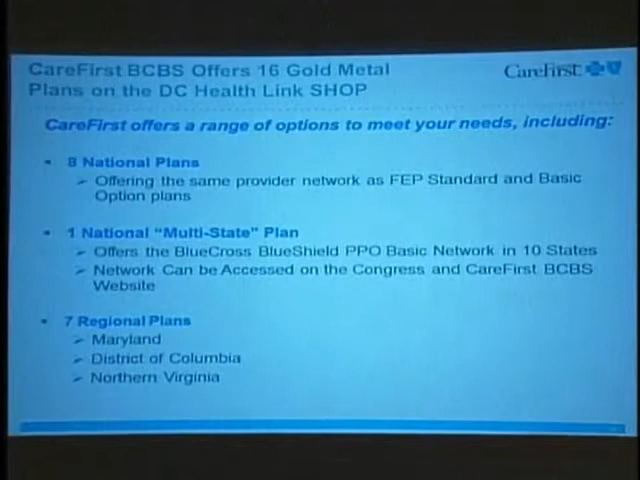 CareFirst BCBS Offers 16 Gold Metal
Plans on the DC Health Link SHOP
CareFirst
CareFirst offers a range of options to meet your needs, including:
• 8 National Plans
➢ Offering the same provider network as FEP Standard and Basic
Option plans
• 1 National “Multi-State” Plan
➢ Offers the BlueCross BlueShield PPO Basic Network in 10 States
➢ Network Can be Accessed on the Congress and CareFirst BCBS
Website
• 7 Regional Plans
➢ Maryland
➢ District of Columbia
➢ Northern Virginia